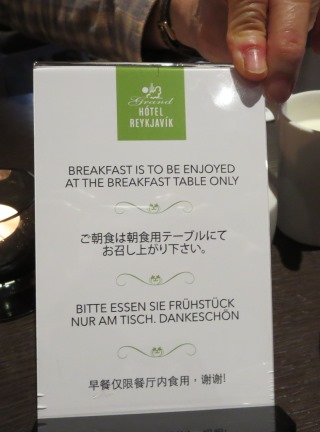 Grand
HÓTEL
REYKJAVÍK
BREAKFAST IS TO BE ENJOYED
AT THE BREAKFAST TABLE ONLY
ご朝食は朝食用テーブルにて
お召し上がり下さい。
BITTE ESSEN SIE FRÜHSTÜCK
NUR AM TISCH. DANKESCHÖN
早餐仅限餐厅内食用，谢谢!